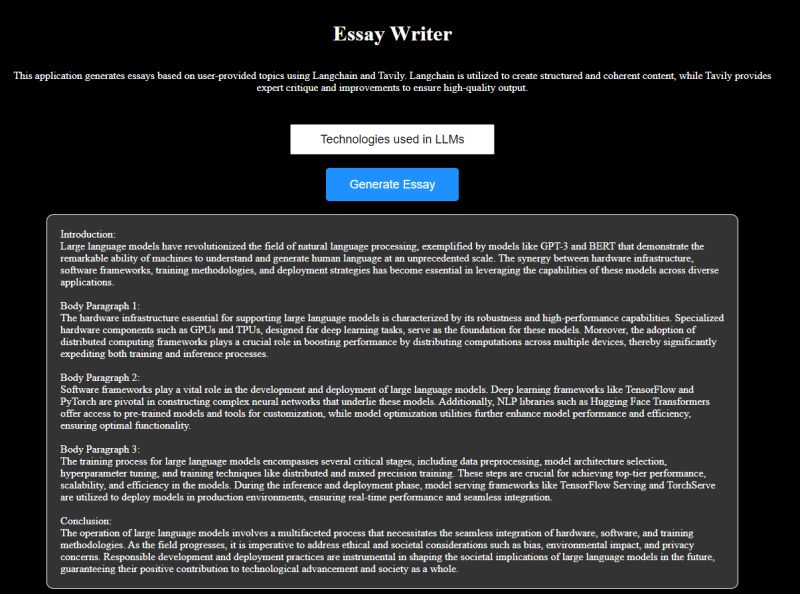 Essay Writer
This application generates essays based on user-provided topics using Langchain and Tavily. Langchain is utilized to create structured and coherent content, while Tavily provides
expert critique and improvements to ensure high-quality output.
Technologies used in LLMs
Generate Essay
Introduction:
Large language models have revolutionized the field of natural language processing, exemplified by models like GPT-3 and BERT that demonstrate the
remarkable ability of machines to understand and generate human language at an unprecedented scale. The synergy between hardware infrastructure,
software frameworks, training methodologies, and deployment strategies has become essential in leveraging the capabilities of these models across diverse
applications.
Body Paragraph 1:
The hardware infrastructure essential for supporting large language models is characterized by its robustness and high-performance capabilities. Specialized
hardware components such as GPUs and TPUs, designed for deep learning tasks, serve as the foundation for these models. Moreover, the adoption of
distributed computing frameworks plays a crucial role in boosting performance by distributing computations across multiple devices, thereby significantly
expediting both training and inference processes.
Body Paragraph 2:
Software frameworks play a vital role in the development and deployment of large language models. Deep learning frameworks like TensorFlow and
PyTorch are pivotal in constructing complex neural networks that underlie these models. Additionally, NLP libraries such as Hugging Face Transformers
offer access to pre-trained models and tools for customization, while model optimization utilities further enhance model performance and efficiency,
ensuring optimal functionality.
Body Paragraph 3:
The training process for large language models encompasses several critical stages, including data preprocessing, model architecture selection,
hyperparameter tuning, and training techniques like distributed and mixed precision training. These steps are crucial for achieving top-tier performance,
scalability, and efficiency in the models. During the inference and deployment phase, model serving frameworks like TensorFlow Serving and TorchServe
are utilized to deploy models in production environments, ensuring real-time performance and seamless integration.
Conclusion:
The operation of large language models involves a multifaceted process that necessitates the seamless integration of hardware, software, and training
methodologies. As the field progresses, it is imperative to address ethical and societal considerations such as bias, environmental impact, and privacy
concerns. Responsible development and deployment practices are instrumental in shaping the societal implications of large language models in the future,
guaranteeing their positive contribution to technological advancement and society as a whole.